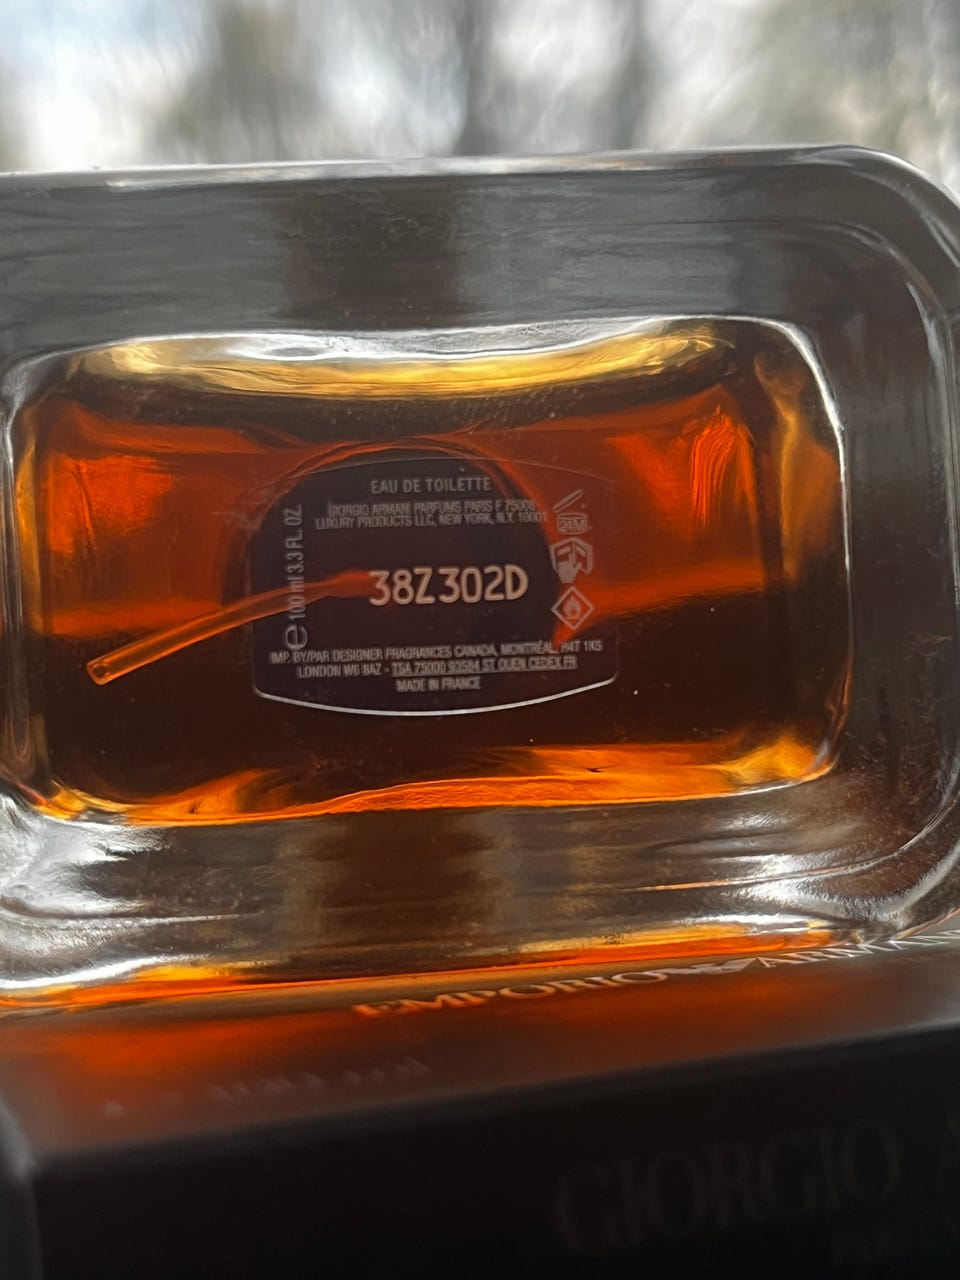 EAU DE TOILETTE
GIORGIO ARMANI PARFUMS PARIS F 75008
LUXURY PRODUCTS LLC, NEW YORK, N.Y. 10001
24M
e 100 ml 3.3 FL. OZ.
38Z302D
IMP. BY/PAR DESIGNER FRAGRANCES CANADA, MONTRÉAL, H4T 1K5
LONDON W6 8AZ - TSA 75000 93584 ST OUEN CEDEX FR
MADE IN FRANCE
EMPORIO ARMANI
GIORGIO